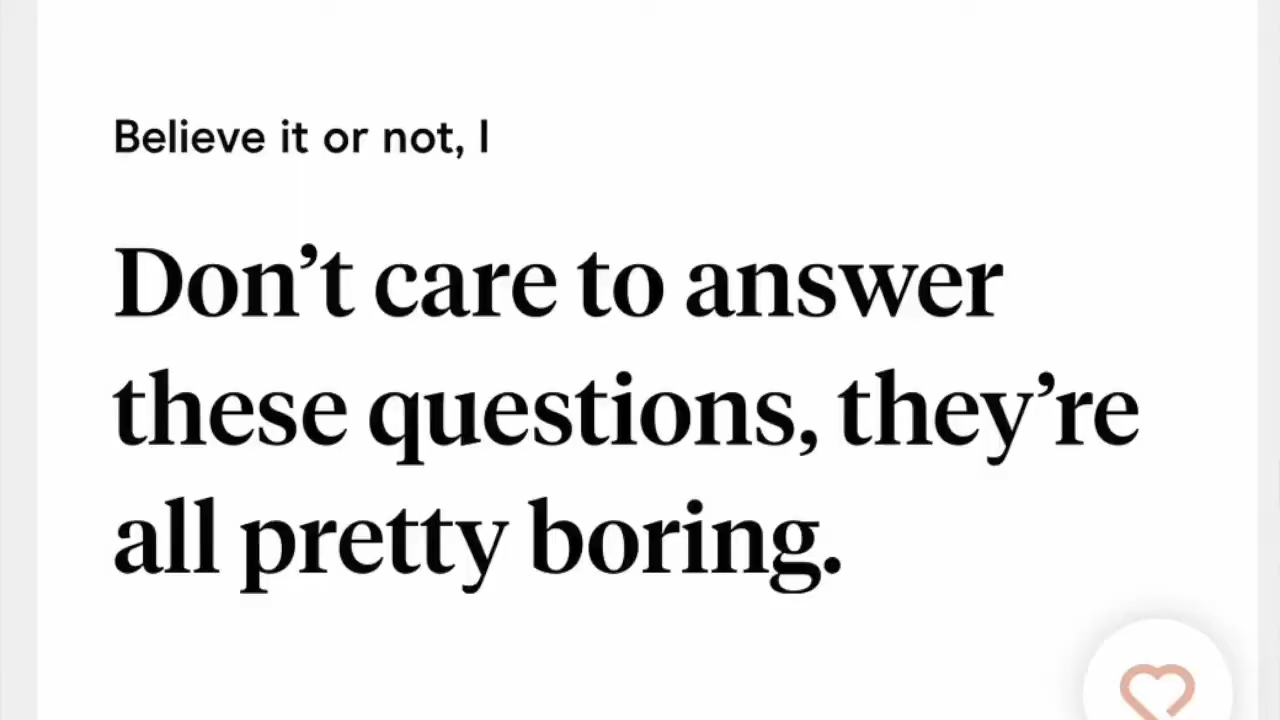 Believe it or not, I
Don’t care to answer
these questions, they’re
all pretty boring.